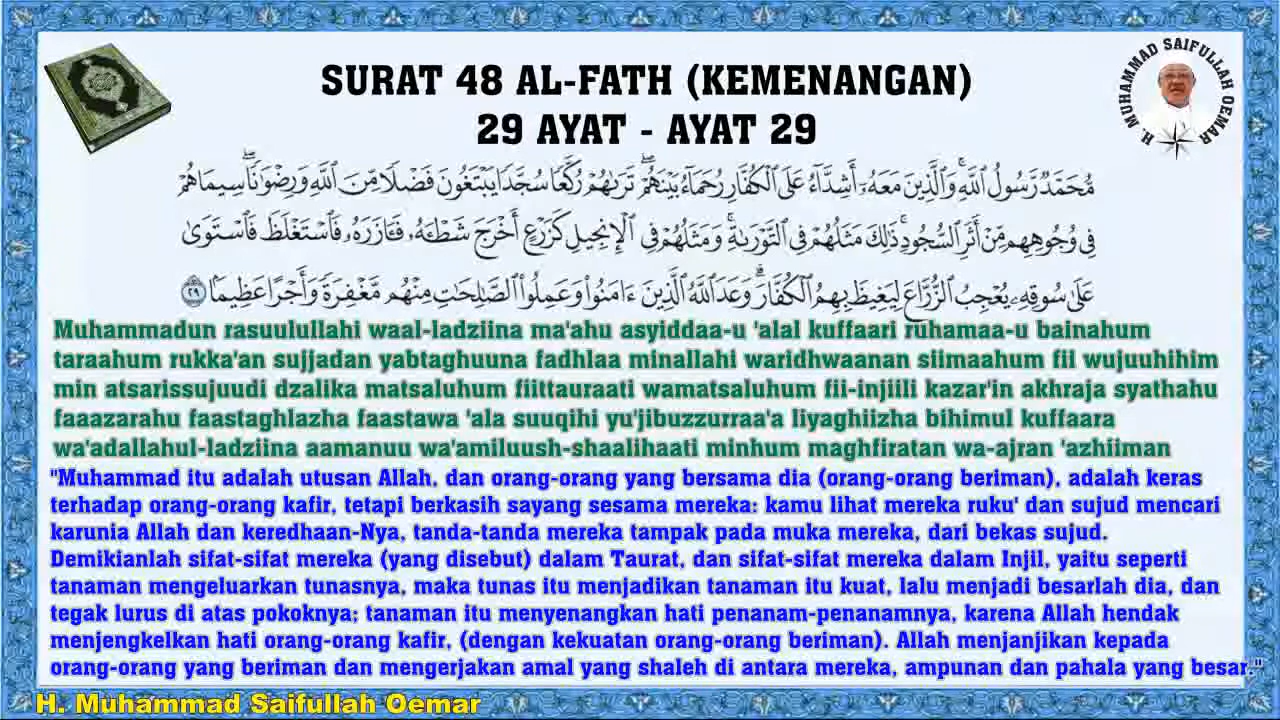 H. MUHAMMAD SAIFULLAH OEMAR
SURAT 48 AL-FATH (KEMENANGAN)
29 AYAT - AYAT 29
مُّحَمَّدٌ رَّسُولُ ٱللَّهِ ۚ وَٱلَّذِينَ مَعَهُۥٓ أَشِدَّآءُ عَلَى ٱلْكُفَّارِ رُحَمَآءُ بَيْنَهُمْ ۖ تَرَىٰهُمْ رُكَّعًا سُجَّدًا يَبْتَغُونَ فَضْلًا مِّنَ ٱللَّهِ وَرِضْوَٰنًا ۖ سِيمَاهُمْ
فِى وُجُوهِهِم مِّنْ أَثَرِ ٱلسُّجُودِ ۚ ذَٰلِكَ مَثَلُهُمْ فِى ٱلتَّوْرَىٰةِ ۚ وَمَثَلُهُمْ فِى ٱلْإِنجِيلِ كَزَرْعٍ أَخْرَجَ شَطْـَٔهُۥ فَـَٔازَرَهُۥ فَٱسْتَغْلَظَ فَٱسْتَوَىٰ
عَلَىٰ سُوقِهِۦ يُعْجِبُ ٱلزُّرَّاعَ لِيَغِيظَ بِهِمُ ٱلْكُفَّارَ ۗ وَعَدَ ٱللَّهُ ٱلَّذِينَ ءَامَنُوا۟ وَعَمِلُوا۟ ٱلصَّٰلِحَٰتِ مِنْهُم مَّغْفِرَةً وَأَجْرًا عَظِيمًۢا ٢٩
Muhammadun rasuulullahi waal-ladziina ma'ahu asyiddaa-u 'alal kuffaari ruhamaa-u bainahum
taraahum rukka'an sujjadan yabtaghuuna fadhlaa minallahi waridhwaanan siimaahum fii wujuuhihim
min atsarissujuudi dzalika matsaluhum fiittauraati wamatsaluhum fii-injiili kazar'in akhraja syathahu
faaazarahu faastaghlazha faastawa 'ala suuqihi yu'jibuzzurraa'a liyaghiizha bihimul kuffaara
wa'adallahul-ladziina aamanuu wa'amiluush-shaalihaati minhum maghfiratan wa-ajran 'azhiiman
"Muhammad itu adalah utusan Allah, dan orang-orang yang bersama dia (orang-orang beriman), adalah keras
terhadap orang-orang kafir, tetapi berkasih sayang sesama mereka: kamu lihat mereka ruku' dan sujud mencari
karunia Allah dan keredhaan-Nya, tanda-tanda mereka tampak pada muka mereka, dari bekas sujud.
Demikianlah sifat-sifat mereka (yang disebut) dalam Taurat, dan sifat-sifat mereka dalam Injil, yaitu seperti
tanaman mengeluarkan tunasnya, maka tunas itu menjadikan tanaman itu kuat, lalu menjadi besarlah dia, dan
tegak lurus di atas pokoknya; tanaman itu menyenangkan hati penanam-penanamnya, karena Allah hendak
menjengkelkan hati orang-orang kafir, (dengan kekuatan orang-orang beriman). Allah menjanjikan kepada
orang-orang yang beriman dan mengerjakan amal yang shaleh di antara mereka, ampunan dan pahala yang besar."
H. Muhammad Saifullah Oemar